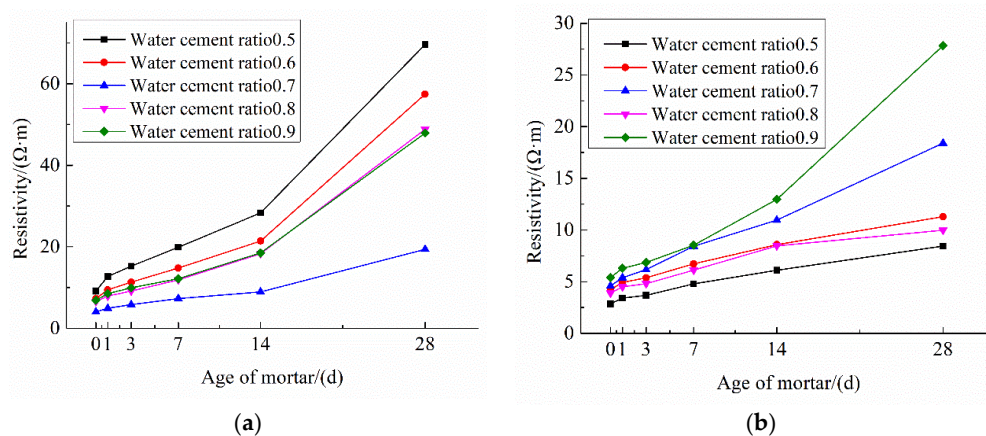 (a)
Water cement ratio0.5
Water cement ratio0.6
Water cement ratio0.7
Water cement ratio0.8
Water cement ratio0.9
Resistivity/(Ω·m)
60
40
20
0
0 1 3 7 14 28
Age of mortar/(d)
(a)
(b)
Water cement ratio0.5
Water cement ratio0.6
Water cement ratio0.7
Water cement ratio0.8
Water cement ratio0.9
Resistivity/(Ω·m)
30
25
20
15
10
5
0
0 1 3 7 14 28
Age of mortar/(d)
(b)